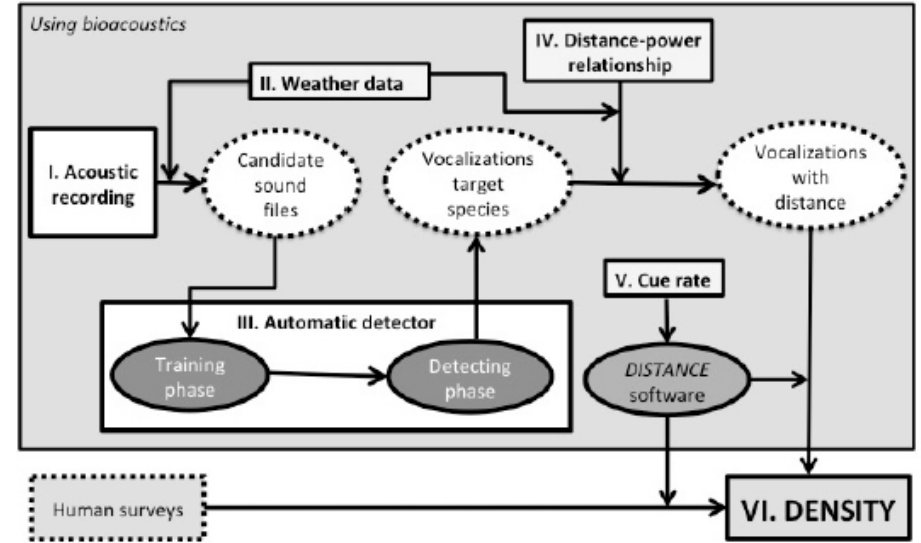 Using bioacoustics
IV. Distance-power
relationship
II. Weather data
I. Acoustic
recording
Candidate
sound
files
Vocalizations
target
species
Vocalizations
with
distance
V. Cue rate
III. Automatic detector
Training
phase
Detecting
phase
DISTANCE
software
Human surveys
VI. DENSITY